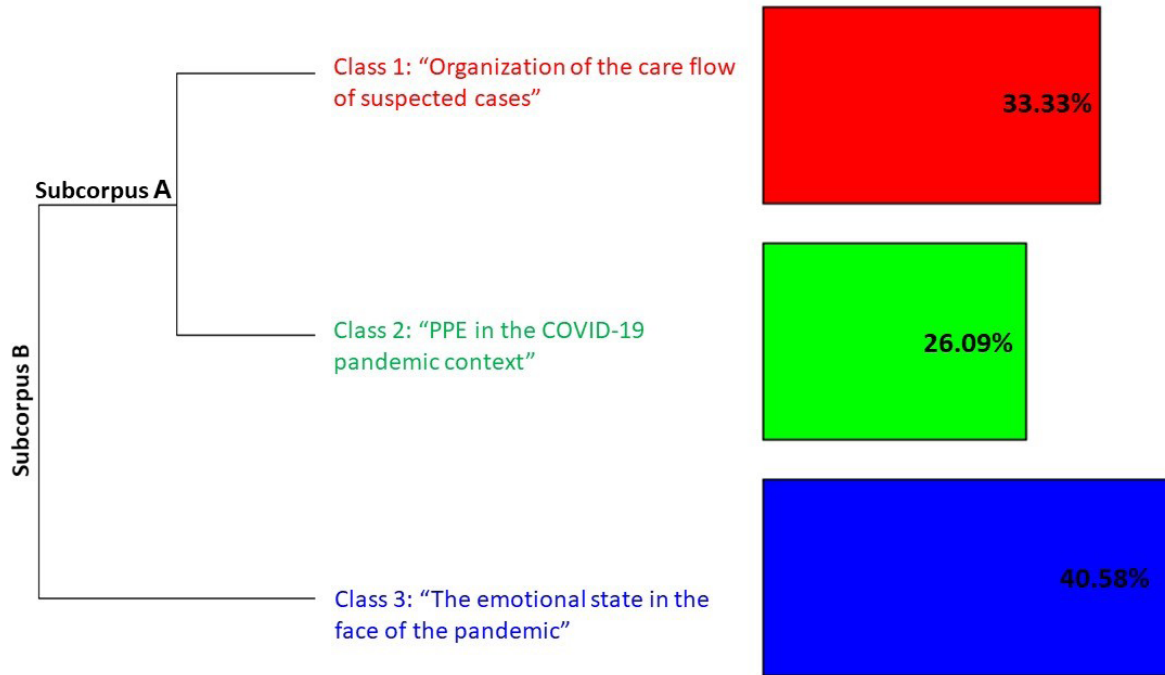 Class 1: “Organization of the care flow
of suspected cases”
33.33%
Subcorpus A
Class 2: “PPE in the COVID-19
pandemic context”
26.09%
Subcorpus B
Class 3: “The emotional state in the
face of the pandemic”
40.58%